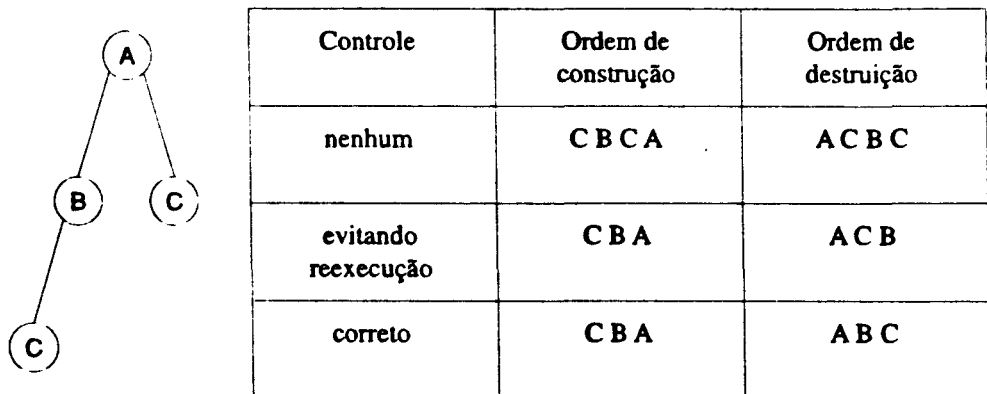 A
B
C
C
Controle
Ordem de
construção
Ordem de
destruição
nenhum
C B C A
A C B C
evitando
reexecução
C B A
A C B
correto
C B A
A B C